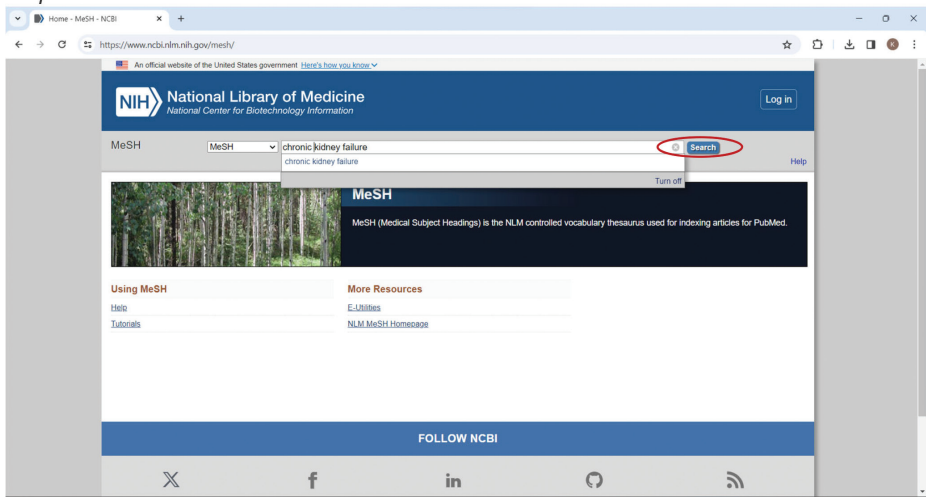 Home - MeSH - NCBI
https://www.ncbi.nlm.nih.gov/mesh/
K
An official website of the United States government Here's how you know
NIH National Library of Medicine
National Center for Biotechnology Information
Log in
MeSH MeSH chronic kidney failure Search
chronic kidney failure
Help
Turn off
MeSH
MeSH (Medical Subject Headings) is the NLM controlled vocabulary thesaurus used for indexing articles for PubMed.
Using MeSH More Resources
Help E-Utilities
Tutorials NLM MeSH Homepage
FOLLOW NCBI